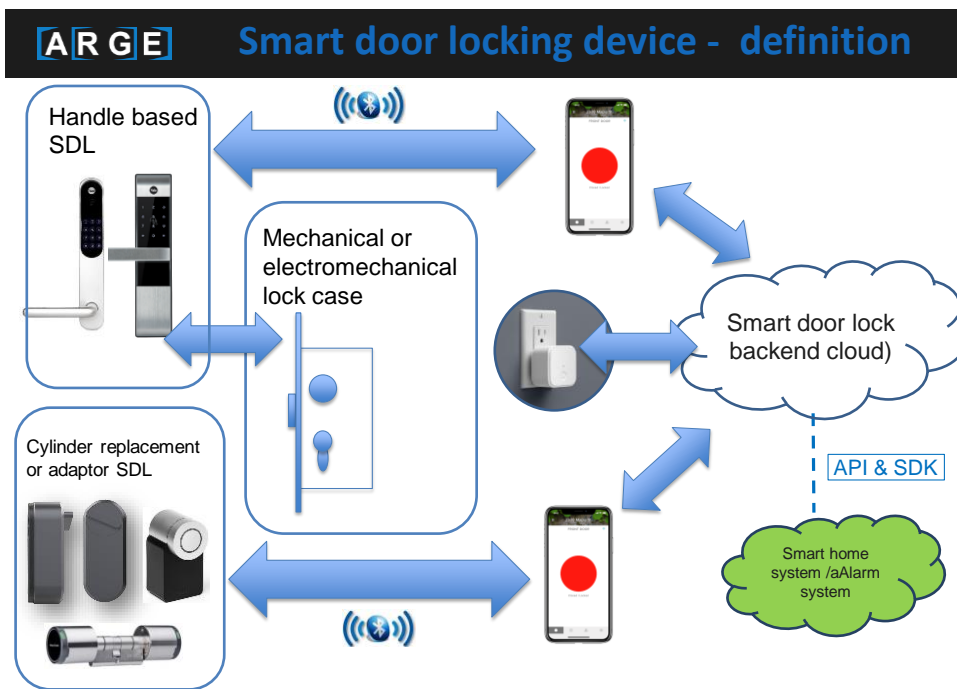 ARGE
Smart door locking device - definition
Handle based
SDL
Mechanical or
electromechanical
lock case
Smart door lock
backend cloud)
Cylinder replacement
or adaptor SDL
API & SDK
Smart home
system /aAlarm
system